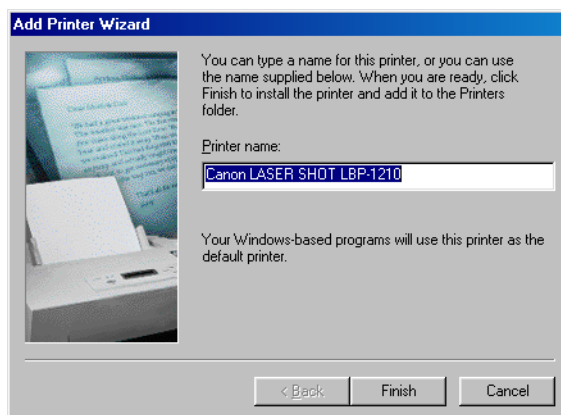 Add Printer Wizard
You can type a name for this printer, or you can use
the name supplied below. When you are ready, click
Finish to install the printer and add it to the Printers
folder.
Printer name:
Canon LASER SHOT LBP-1210
Your Windows-based programs will use this printer as the
default printer.
< Back
Finish
Cancel